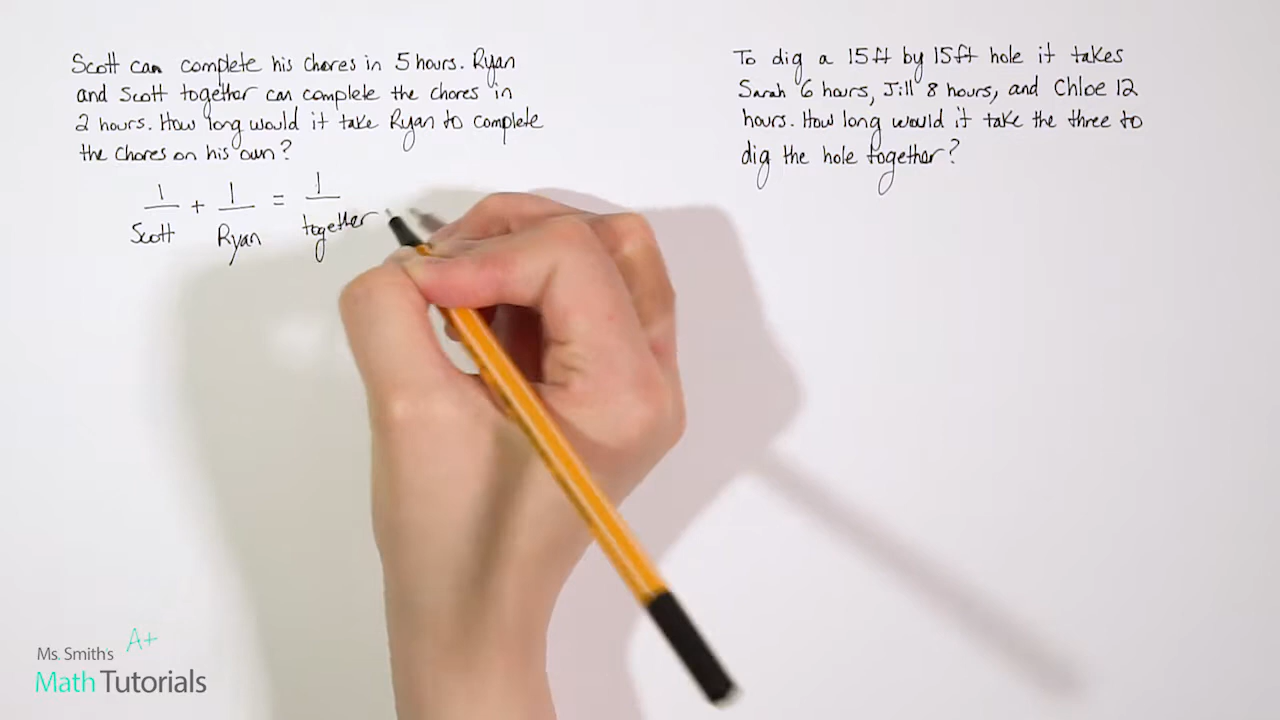 Scott can complete his chores in 5 hours. Ryan
and Scott together can complete the chores in
2 hours. How long would it take Ryan to complete
the chores on his own?
1/Scott + 1/Ryan = 1/together
To dig a 15ft by 15ft hole it takes
Sarah 6 hours, Jill 8 hours, and Chloe 12
hours. How long would it take the three to
dig the hole together?
Ms. Smith's A+
Math Tutorials